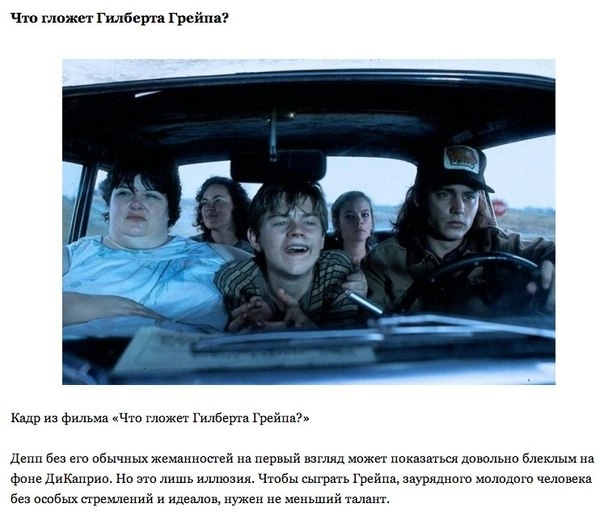 Что гложет Гилберта Грейпа?
Кадр из фильма «Что гложет Гилберта Грейпа?»
Депп без его обычных жеманностей на первый взгляд может показаться довольно блеклым на
фоне ДиКаприо. Но это лишь иллюзия. Чтобы сыграть Грейпа, заурядного молодого человека
без особых стремлений и идеалов, нужен не меньший талант.